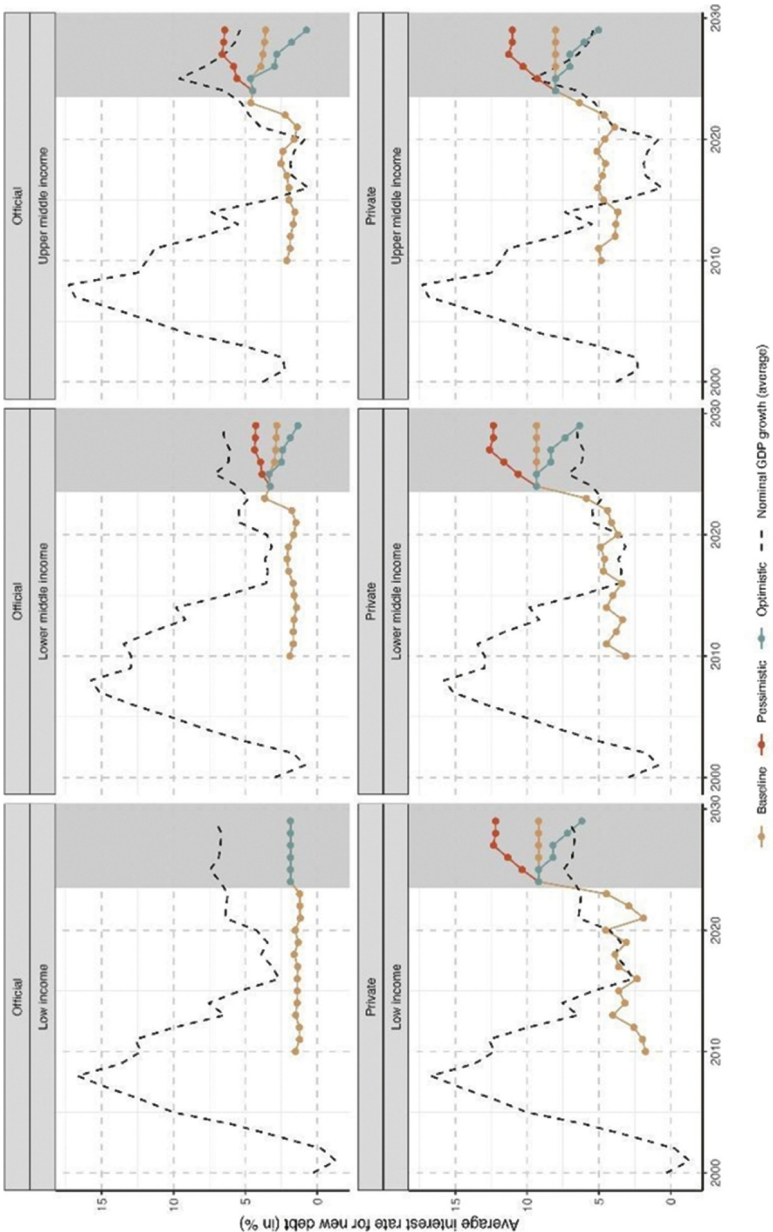 Official
Official
Official
Low income
Lower middle income
Upper middle income
15
10
5
0
Private
Private
Private
Low income
Lower middle income
Upper middle income
15
10
5
0
2000
2010
2020
2030
2000
2010
2020
2030
2000
2010
2020
2030
Average interest rate for new debt (in %)
Baseline
Pessimistic
Optimistic
Nominal GDP growth (average)